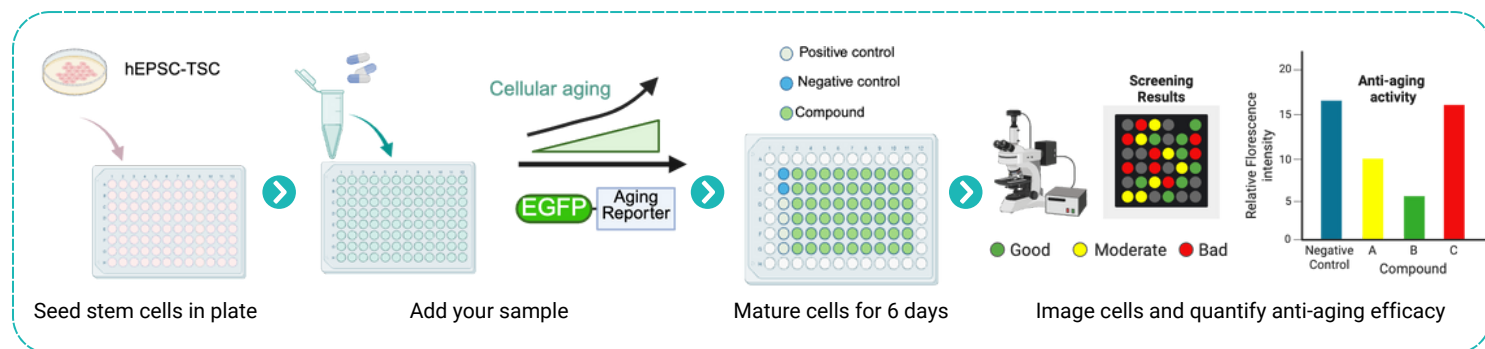 hEPSC-TSC
Seed stem cells in plate
Cellular aging
EGFP
Aging
Reporter
Add your sample
Positive control
Negative control
Compound
Mature cells for 6 days
Screening
Results
Good
Moderate
Bad
Anti-aging
activity
Relative Florescence
intensity
20
15
10
5
0
Negative
Control
A
B
C
Compound
Image cells and quantify anti-aging efficacy